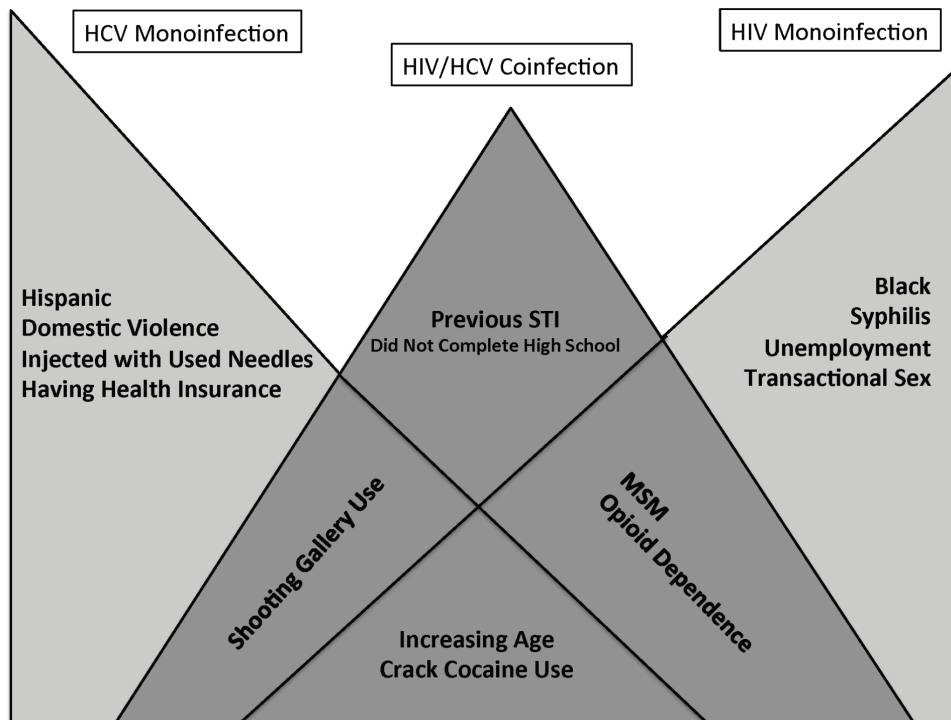 HCV Monoinfection
HIV/HCV Coinfection
HIV Monoinfection
Hispanic
Domestic Violence
Injected with Used Needles
Having Health Insurance
Previous STI
Did Not Complete High School
Black
Syphilis
Unemployment
Transactional Sex
Shooting Gallery Use
MSM
Opioid Dependence
Increasing Age
Crack Cocaine Use